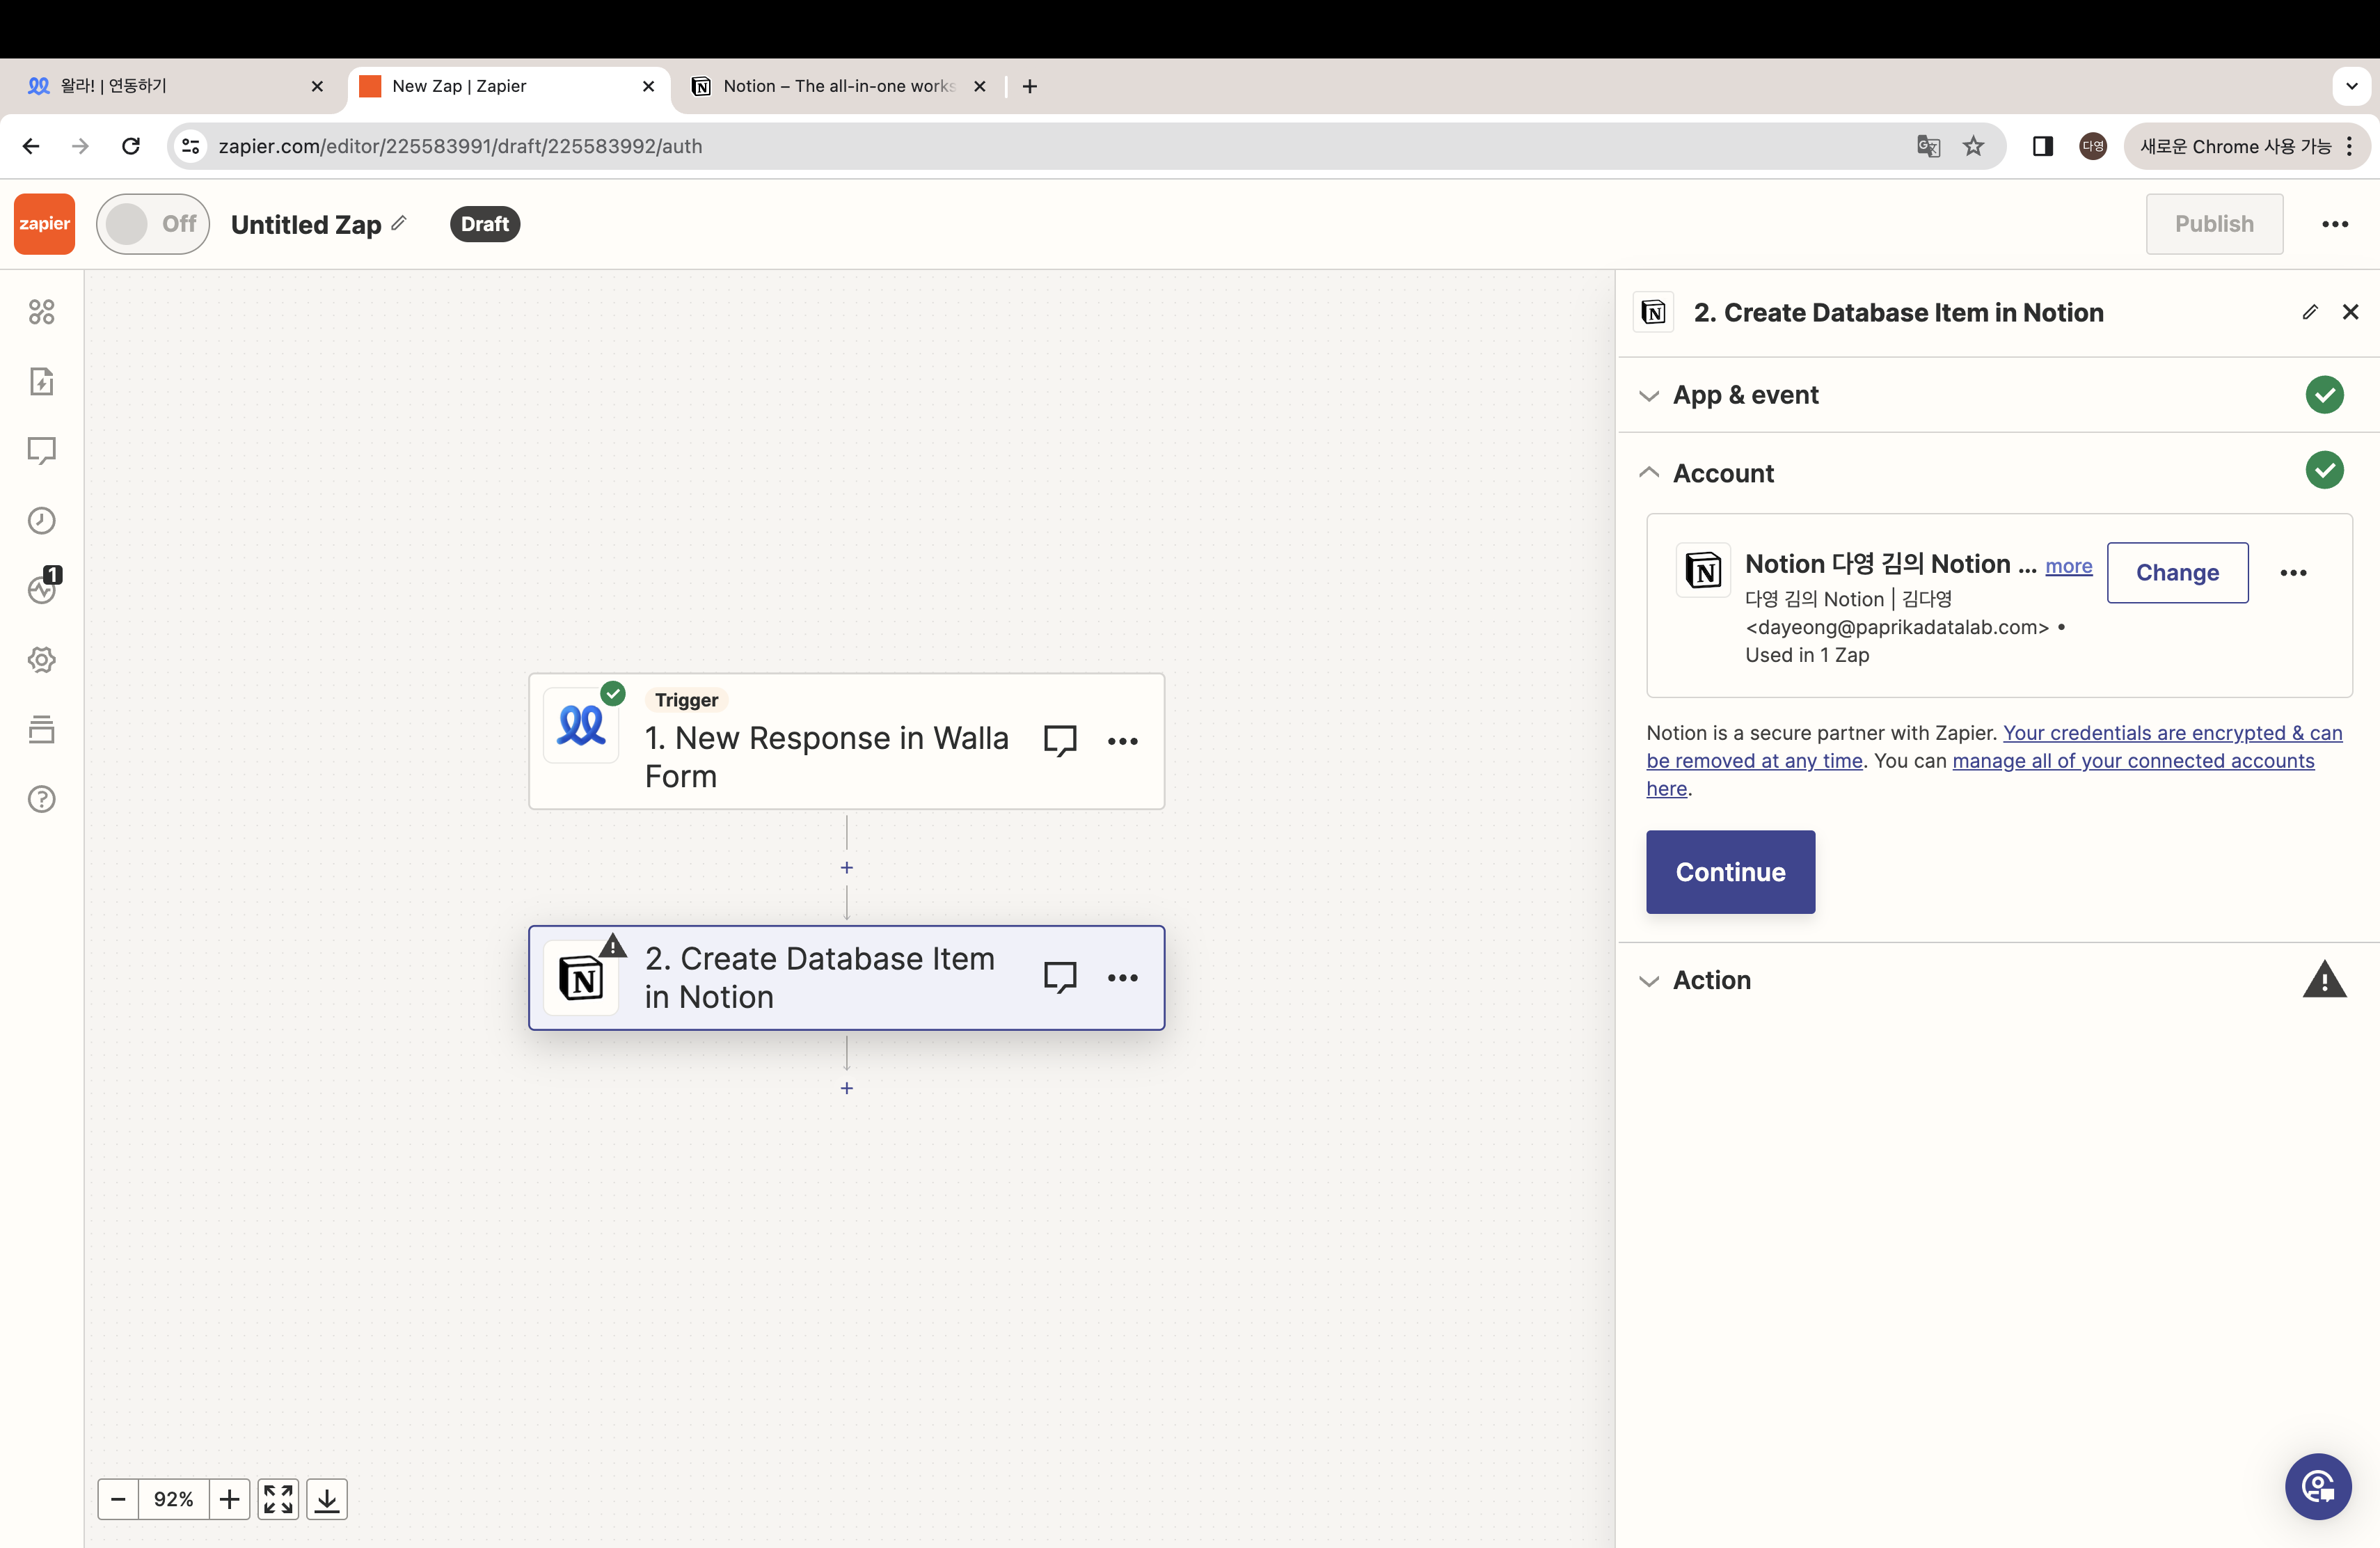 왈라! | 연동하기
New Zap | Zapier
Notion – The all-in-one works
zapier.com/editor/225583991/draft/225583992/auth
다영
새로운 Chrome 사용 가능
zapier
Off
Untitled Zap
Draft
Publish
1
Trigger
1. New Response in Walla
Form
2. Create Database Item
in Notion
92%
2. Create Database Item in Notion
App & event
Account
Notion 다영 김의 Notion ... more
Change
다영 김의 Notion | 김다영
<dayeong@paprikadatalab.com> •
Used in 1 Zap
Notion is a secure partner with Zapier. Your credentials are encrypted & can
be removed at any time. You can manage all of your connected accounts
here.
Continue
Action